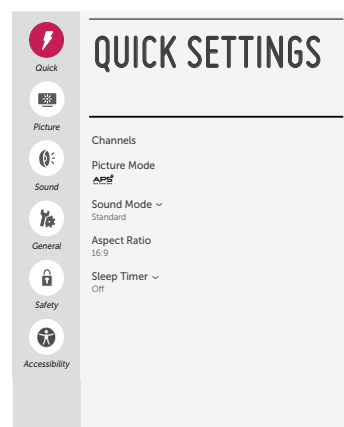 QUICK SETTINGS
Quick
Picture
Sound
General
Safety
Accessibility
Channels
Picture Mode
APS
Sound Mode
Standard
Aspect Ratio
16:9
Sleep Timer
Off